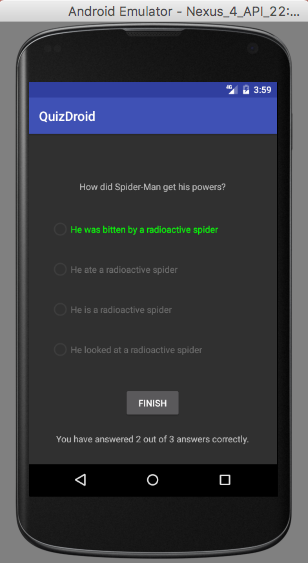 Android Emulator - Nexus_4_API_22:...
4G 3:59
QuizDroid
How did Spider-Man get his powers?
He was bitten by a radioactive spider
He ate a radioactive spider
He is a radioactive spider
He looked at a radioactive spider
FINISH
You have answered 2 out of 3 answers correctly.